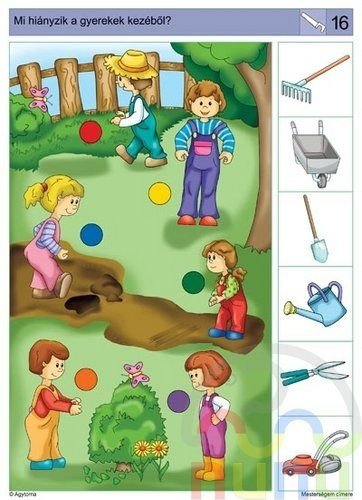 Mi hiányzik a gyerekek kezéből?
16
© Agytorna
Mesterségem címere